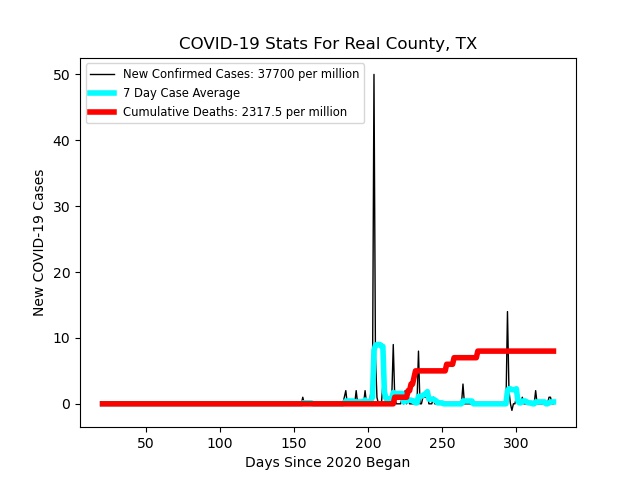 COVID-19 Stats For Real County, TX
New Confirmed Cases: 37700 per million
7 Day Case Average
Cumulative Deaths: 2317.5 per million
New COVID-19 Cases
50
40
30
20
10
0
50
100
150
200
250
300
Days Since 2020 Began